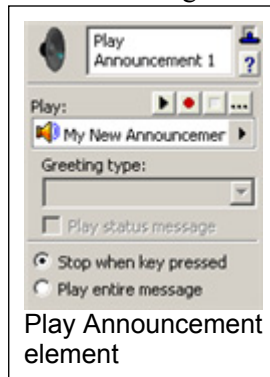 Play
Announcement 1
?
Play:
...
My New Announcemer
Greeting type:
Play status message
Stop when key pressed
Play entire message
Play Announcement
element